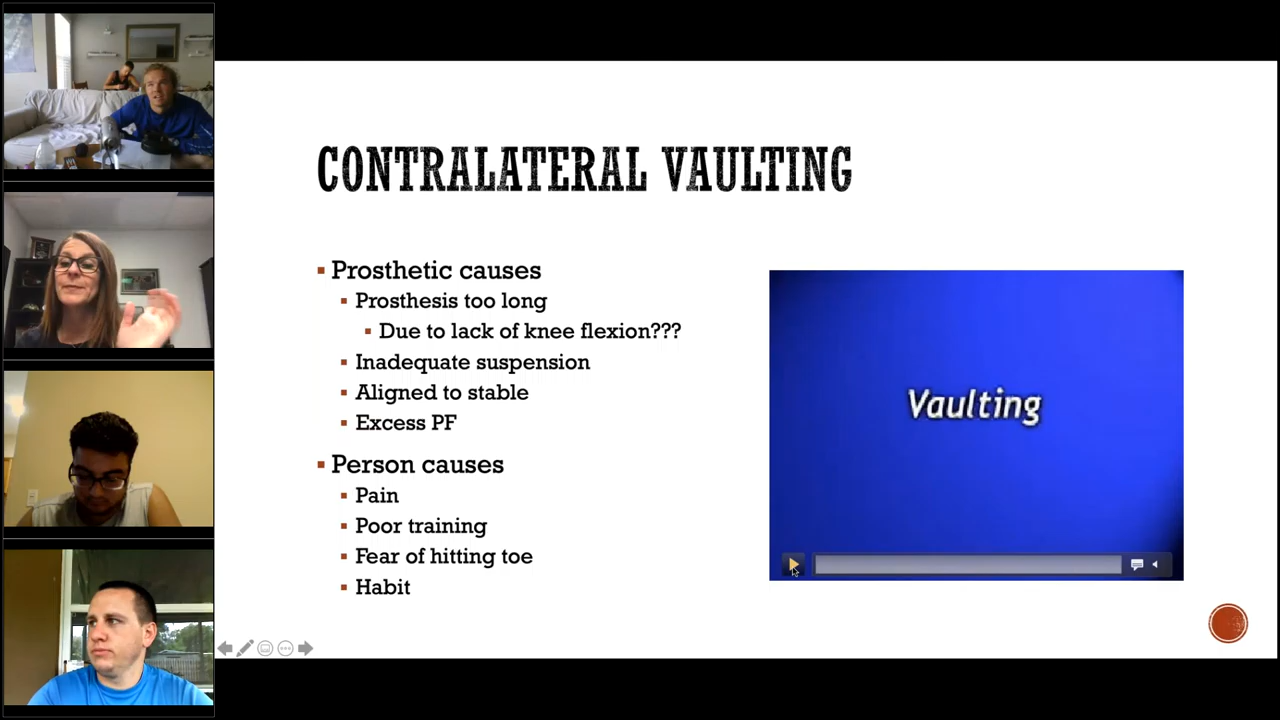 CONTRALATERAL VAULTING
Prosthetic causes
Prosthesis too long
Due to lack of knee flexion???
Inadequate suspension
Aligned to stable
Excess PF
Person causes
Pain
Poor training
Fear of hitting toe
Habit
Vaulting